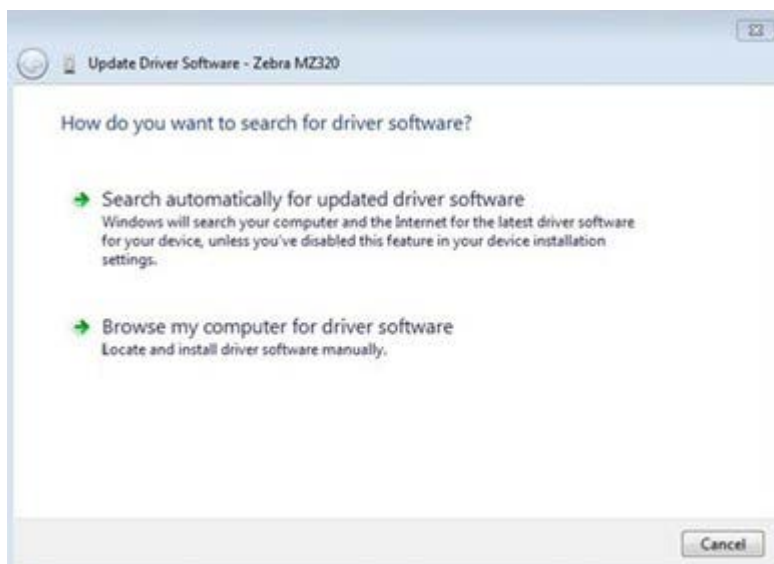 Update Driver Software - Zebra MZ320
How do you want to search for driver software?
Search automatically for updated driver software
Windows will search your computer and the Internet for the latest driver software
for your device, unless you've disabled this feature in your device installation
settings.
Browse my computer for driver software
Locate and install driver software manually.
Cancel